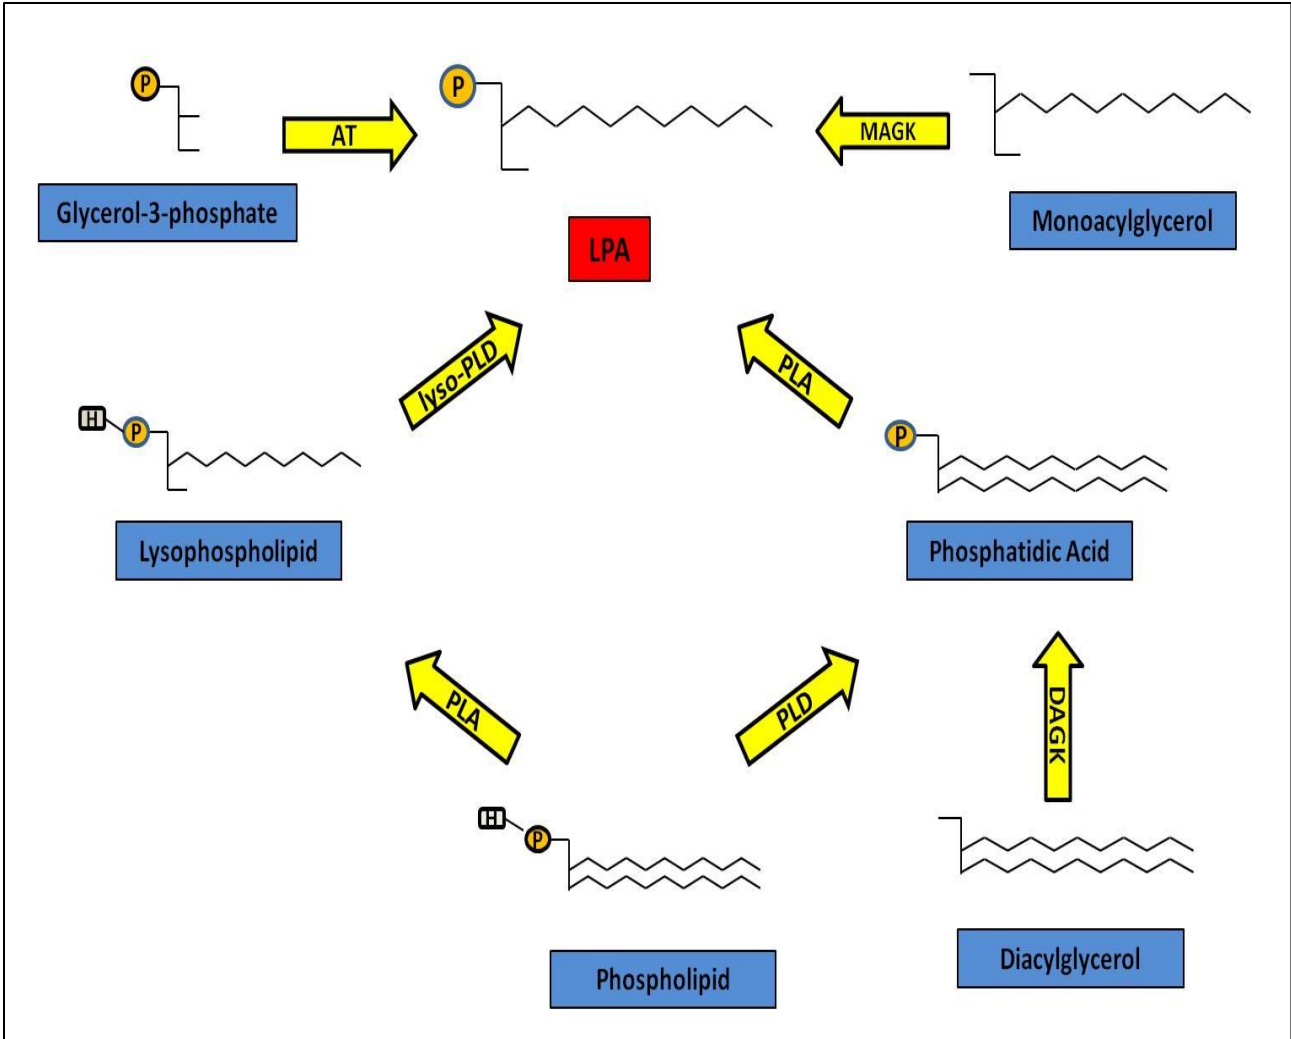 P
P
AT
MAGK
Glycerol-3-phosphate
Monoacylglycerol
LPA
lyso-PLD
PLA
H
P
P
Lysophospholipid
Phosphatidic Acid
PLA
PLD
DAGK
H
P
Phospholipid
Diacylglycerol